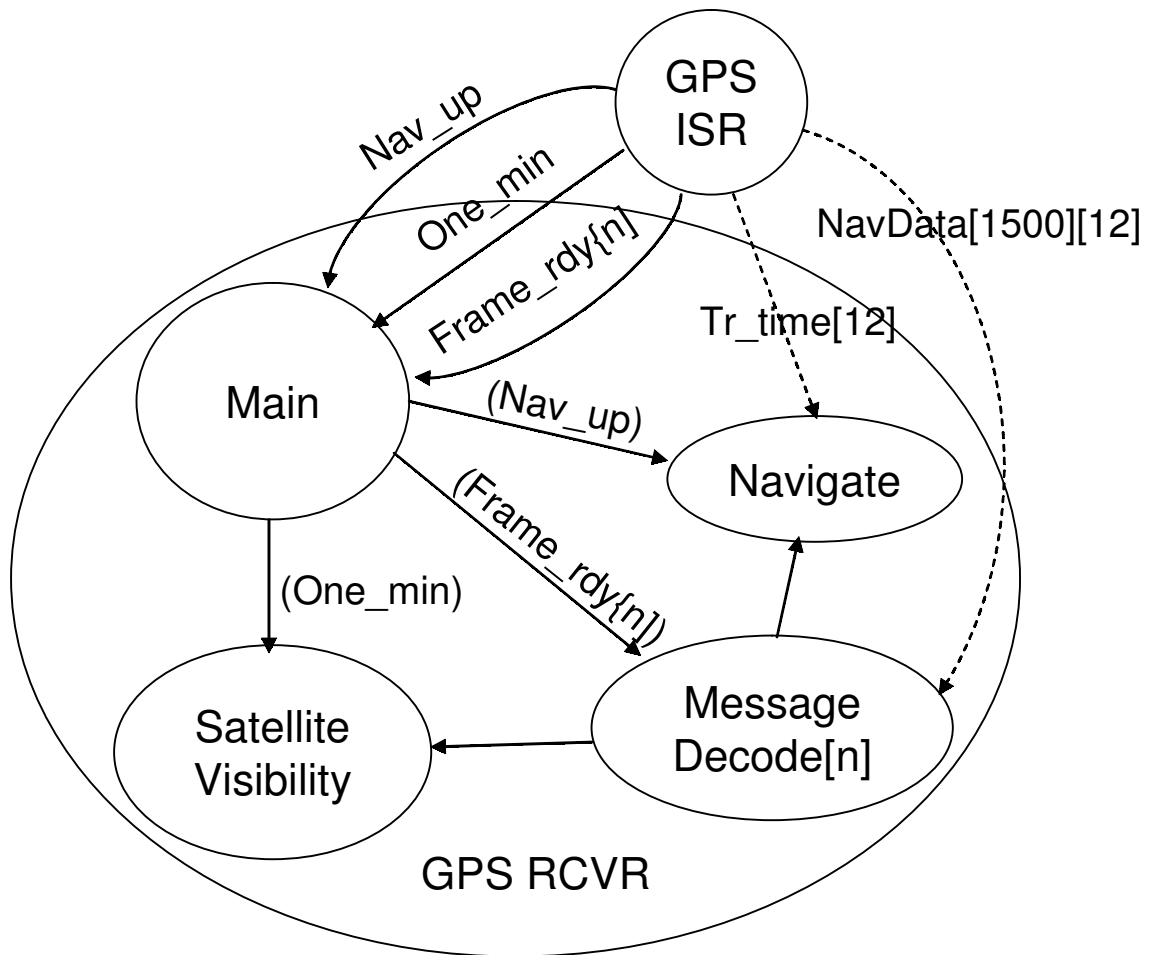 GPS
ISR
Nav_up
One_min
NavData[1500][12]
Frame_rdy{n]
Tr_time[12]
Main
(Nav_up)
Navigate
(Frame_rdy{n])
(One_min)
Satellite
Visibility
Message
Decode[n]
GPS RCVR